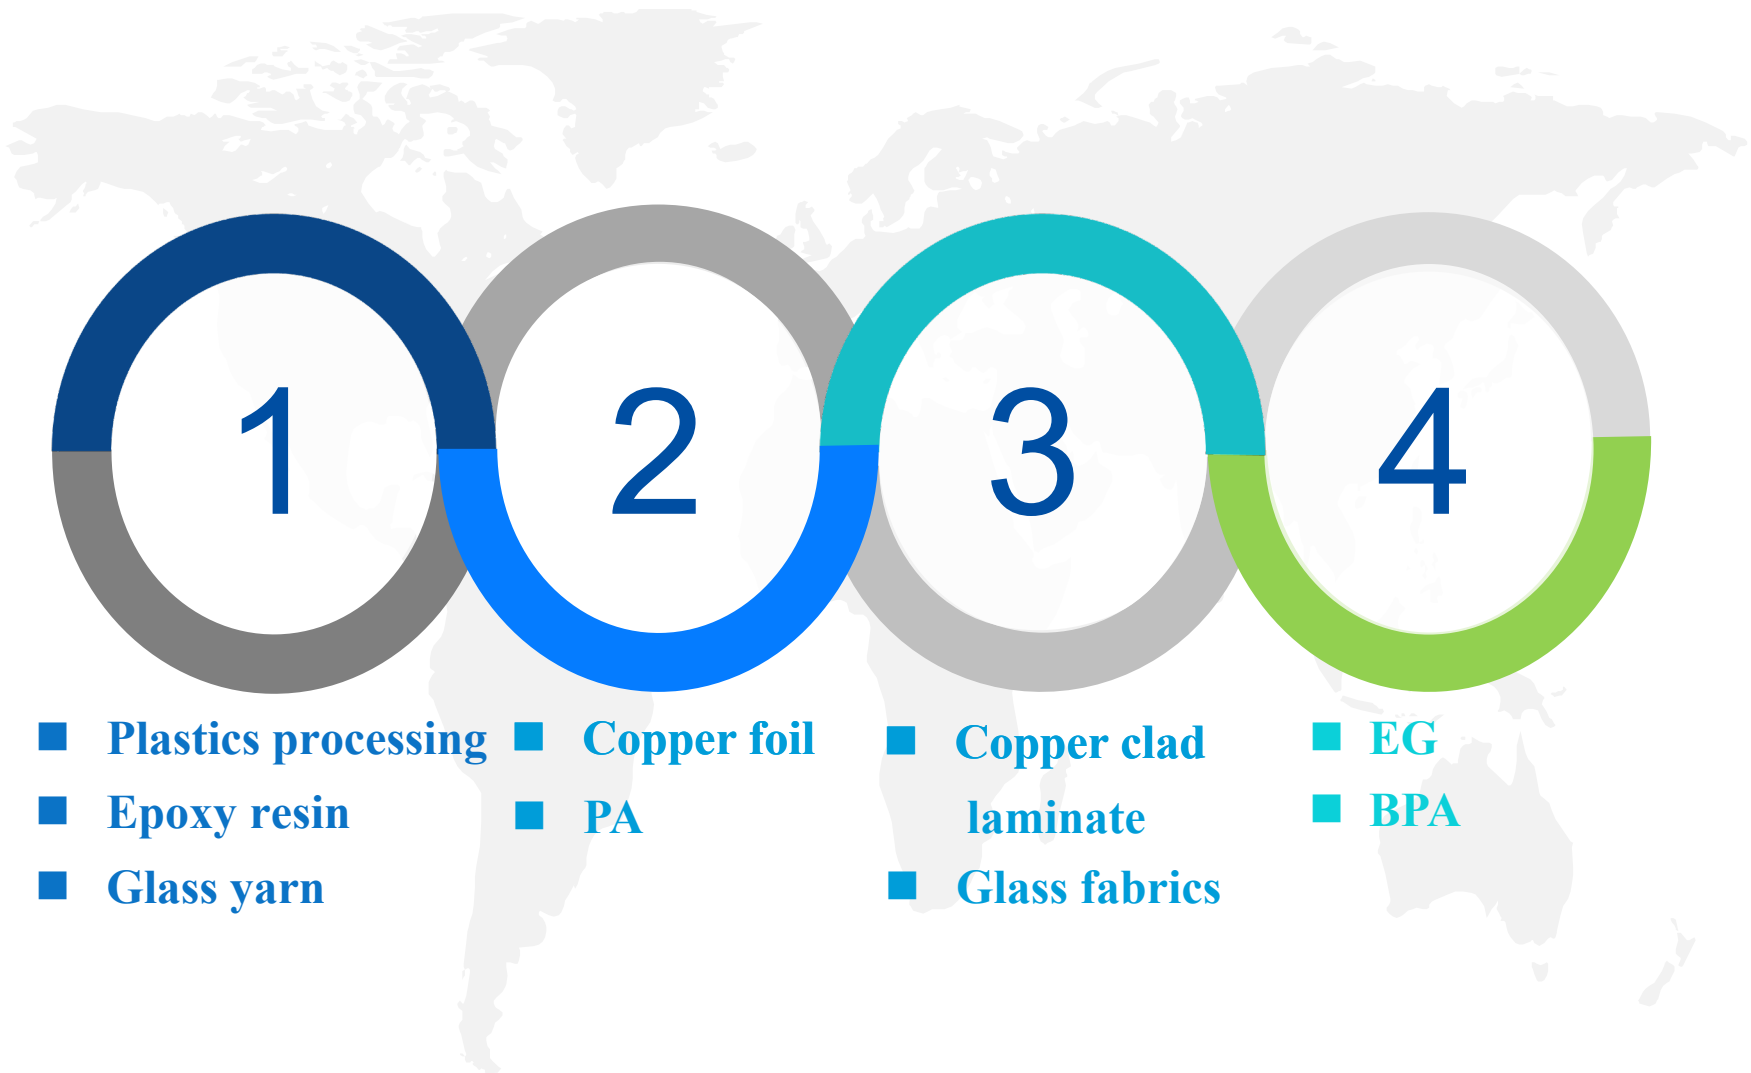 1
2
3
4
Plastics processing
Epoxy resin
Glass yarn
Copper foil
PA
Copper clad
laminate
Glass fabrics
EG
BPA